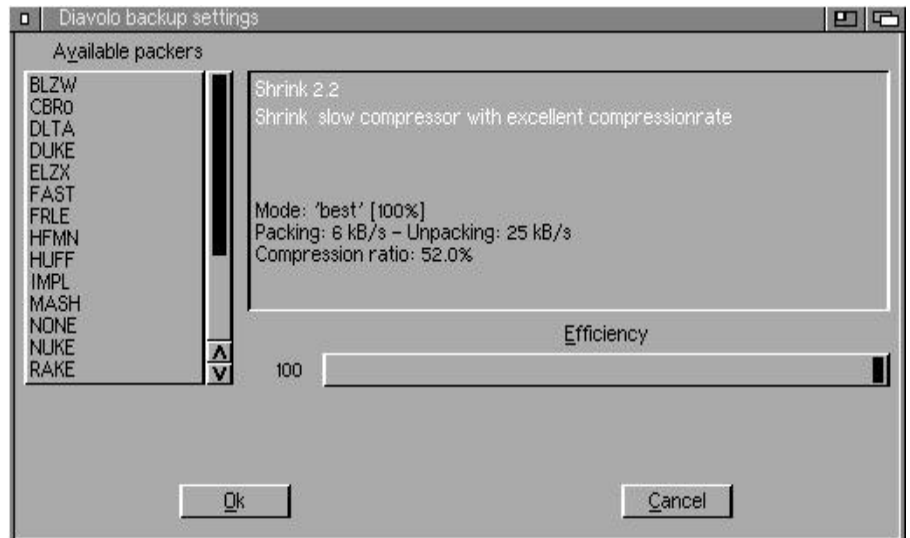 Diavolo backup settings
Available packers
BLZW
CBR0
DLTA
DUKE
ELZX
FAST
FRLE
HFMN
HUFF
IMPL
MASH
NONE
NUKE
RAKE
Shrink 2.2
Shrink slow compressor with excellent compressionrate
Mode: 'best' [100%]
Packing: 6 kB/s - Unpacking: 25 kB/s
Compression ratio: 52.0%
Efficiency
100
Ok
Cancel